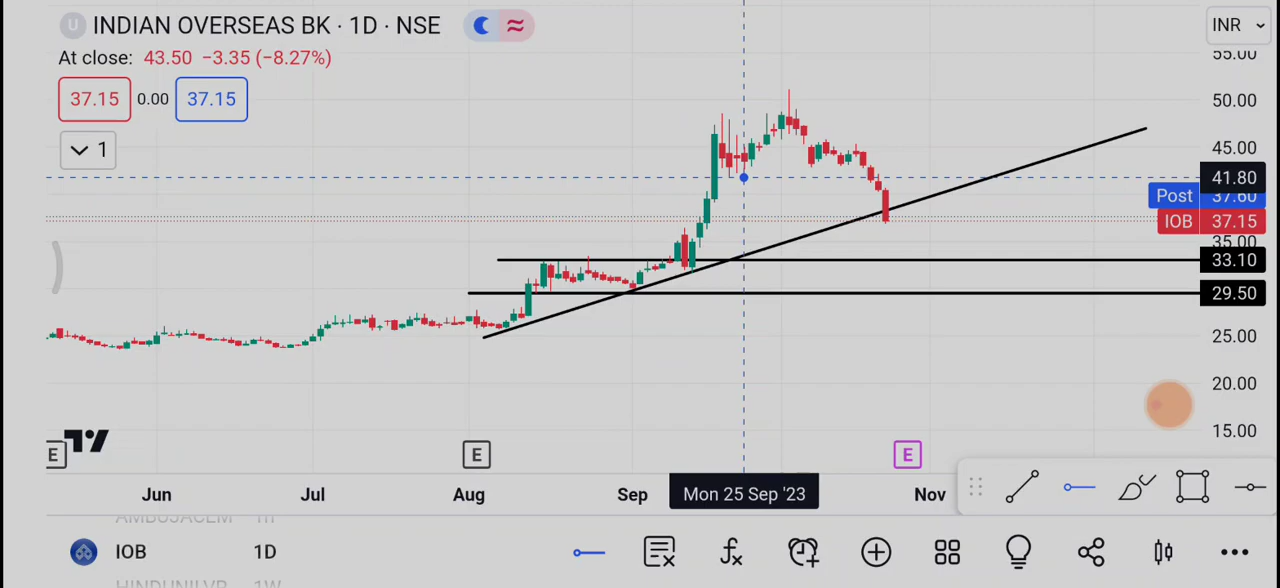 U INDIAN OVERSEAS BK · 1D · NSE
INR
At close: 43.50 −3.35 (−8.27%)
37.15 0.00 37.15
1
55.00
50.00
45.00
41.80
Post 37.60
IOB 37.15
35.00
33.10
29.50
25.00
20.00
15.00
E E E
Jun Jul Aug Sep Mon 25 Sep '23 Nov
AMBUJACEM 1h
IOB 1D
HINDUNILVR 1W